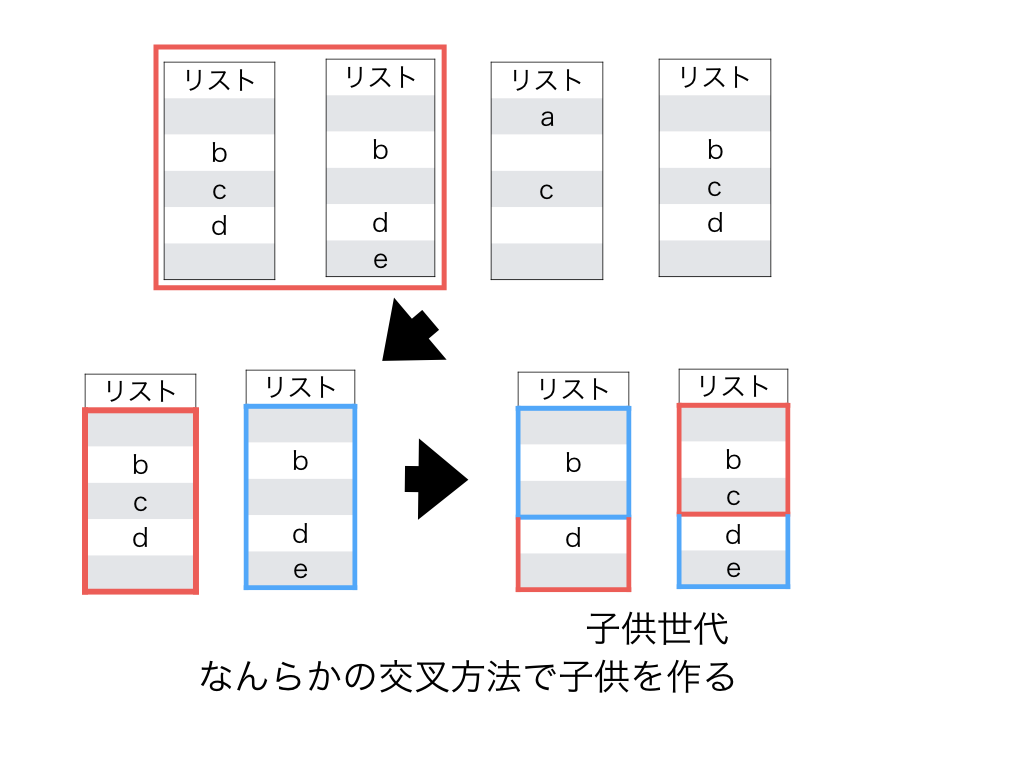 リスト リスト リスト リスト
a
b b b
c c c
d d d
e
リスト リスト リスト リスト
b b b b
c c
d d d d
e e
子供世代
なんらかの交叉方法で子供を作る